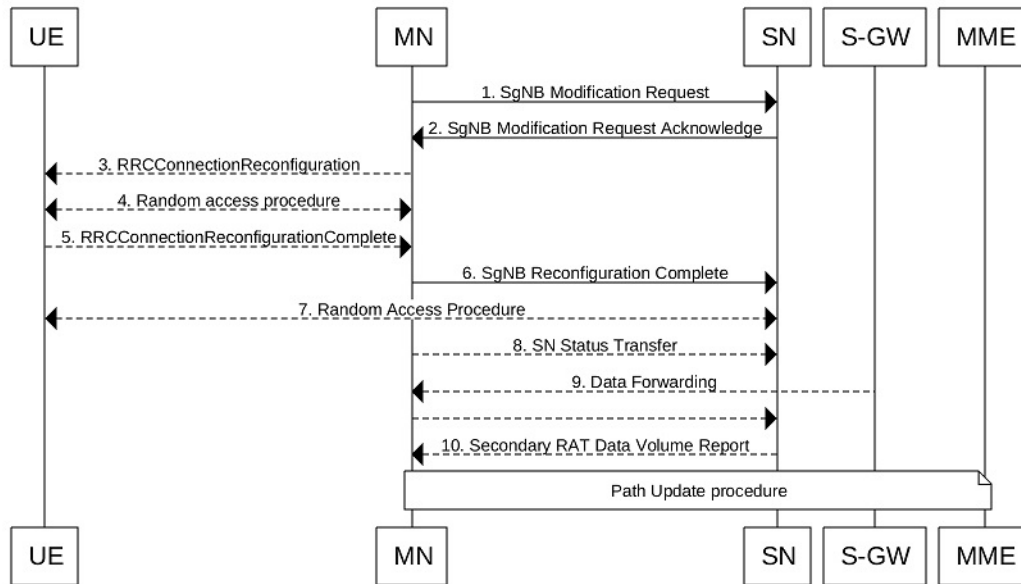 UE MN SN S-GW MME
1. SgNB Modification Request
2. SgNB Modification Request Acknowledge
3. RRCConnectionReconfiguration
4. Random access procedure
5. RRCConnectionReconfigurationComplete
6. SgNB Reconfiguration Complete
7. Random Access Procedure
8. SN Status Transfer
9. Data Forwarding
10. Secondary RAT Data Volume Report
Path Update procedure
UE MN SN S-GW MME